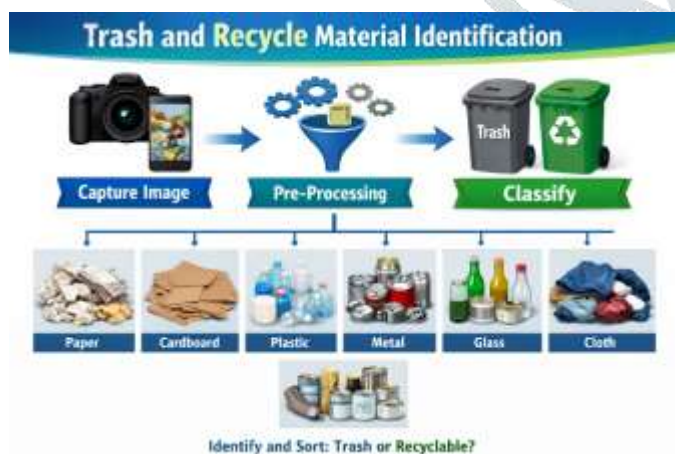 Trash and Recycle Material Identification
Trash
Capture Image
Pre-Processing
Classify
Paper
Cardboard
Plastic
Metal
Glass
Cloth
Identify and Sort: Trash or Recyclable?